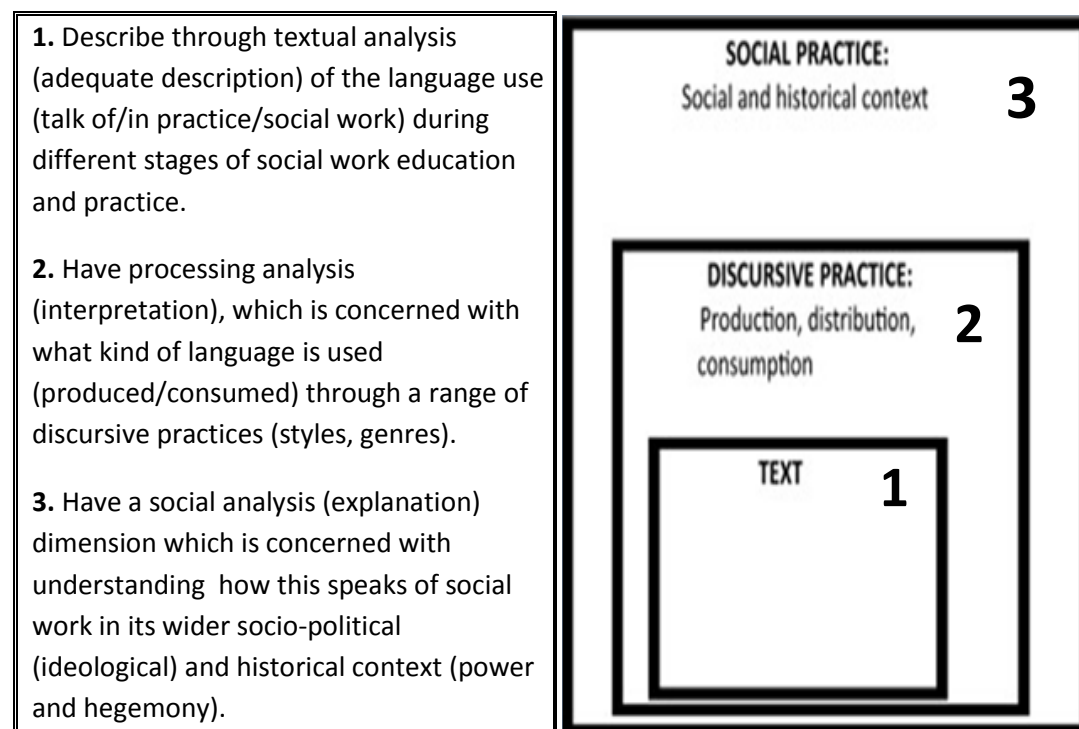 1. Describe through textual analysis
(adequate description) of the language use
(talk of/in practice/social work) during
different stages of social work education
and practice.
2. Have processing analysis
(interpretation), which is concerned with
what kind of language is used
(produced/consumed) through a range of
discursive practices (styles, genres).
3. Have a social analysis (explanation)
dimension which is concerned with
understanding how this speaks of social
work in its wider socio-political
(ideological) and historical context (power
and hegemony).
SOCIAL PRACTICE:
Social and historical context
3
DISCURSIVE PRACTICE:
Production, distribution,
consumption
2
TEXT
1